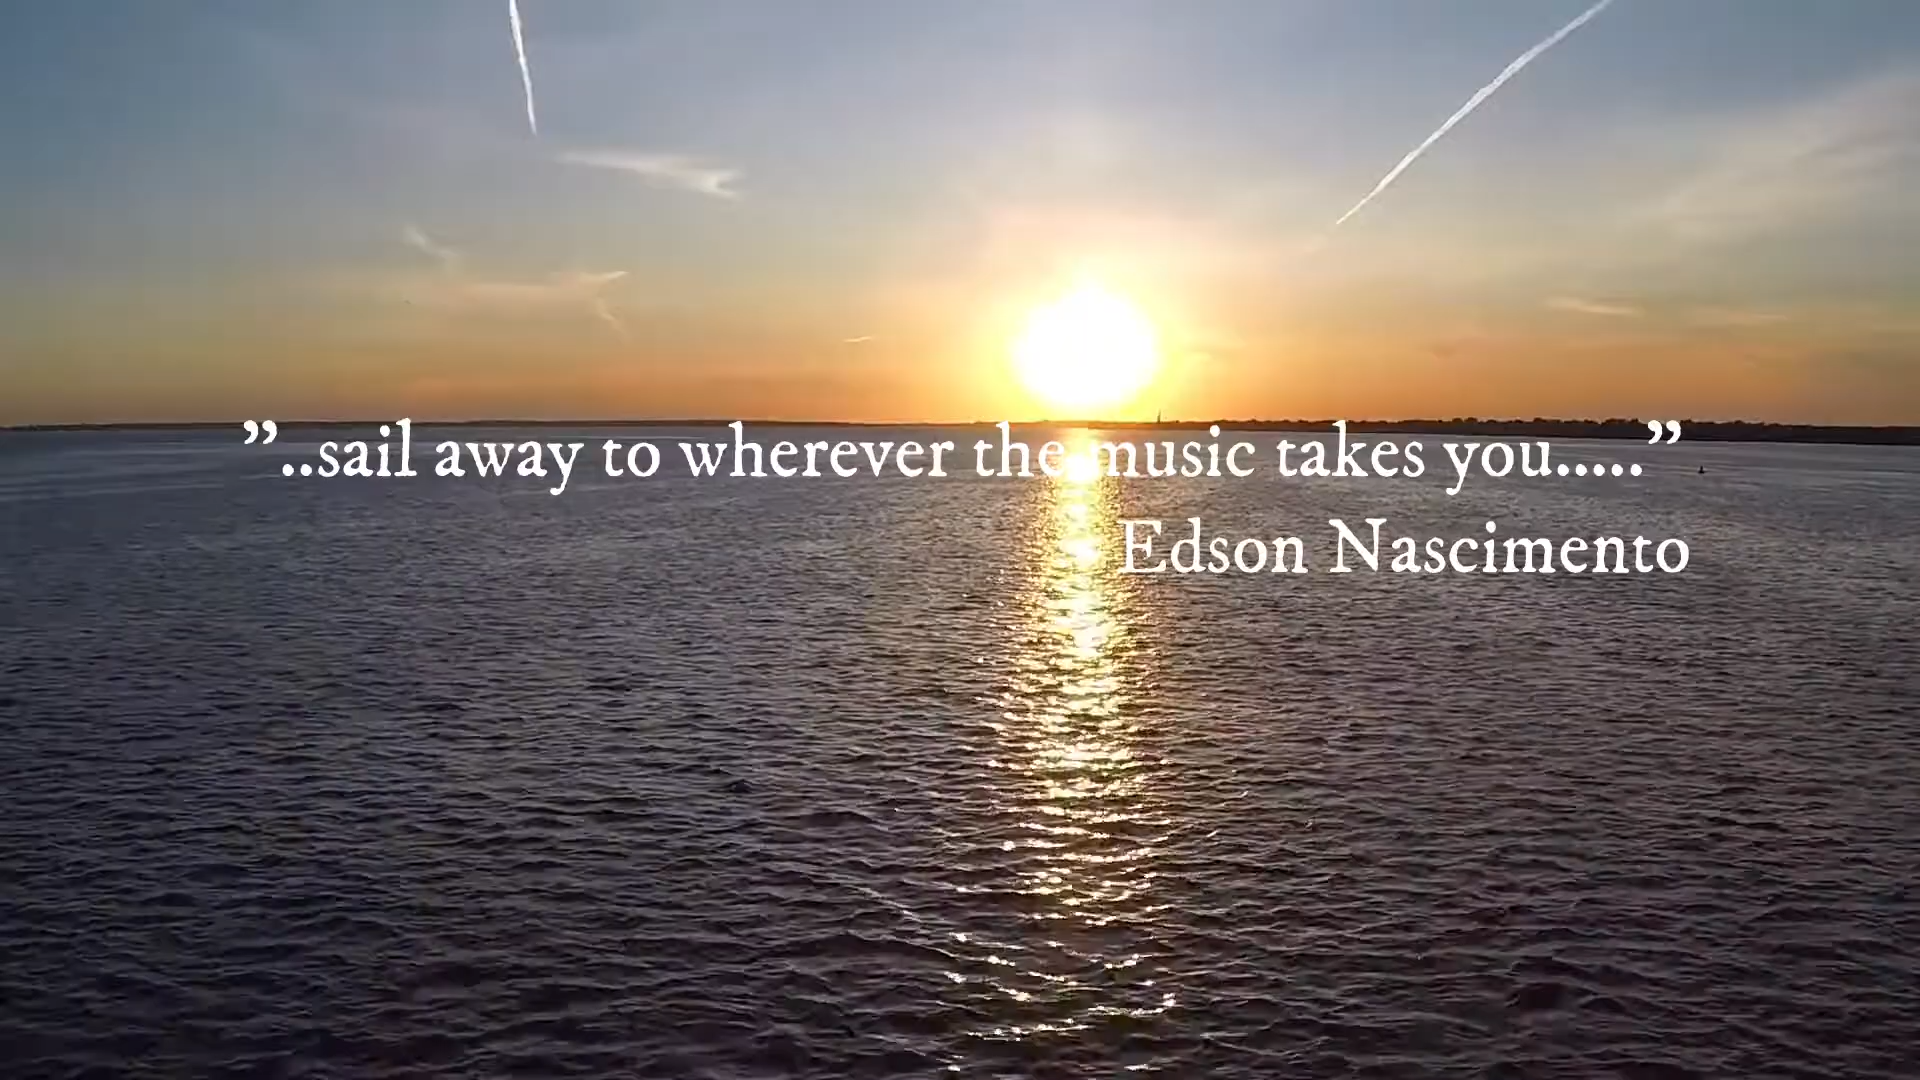 ”..sail away to wherever the music takes you.....”
Edson Nascimento